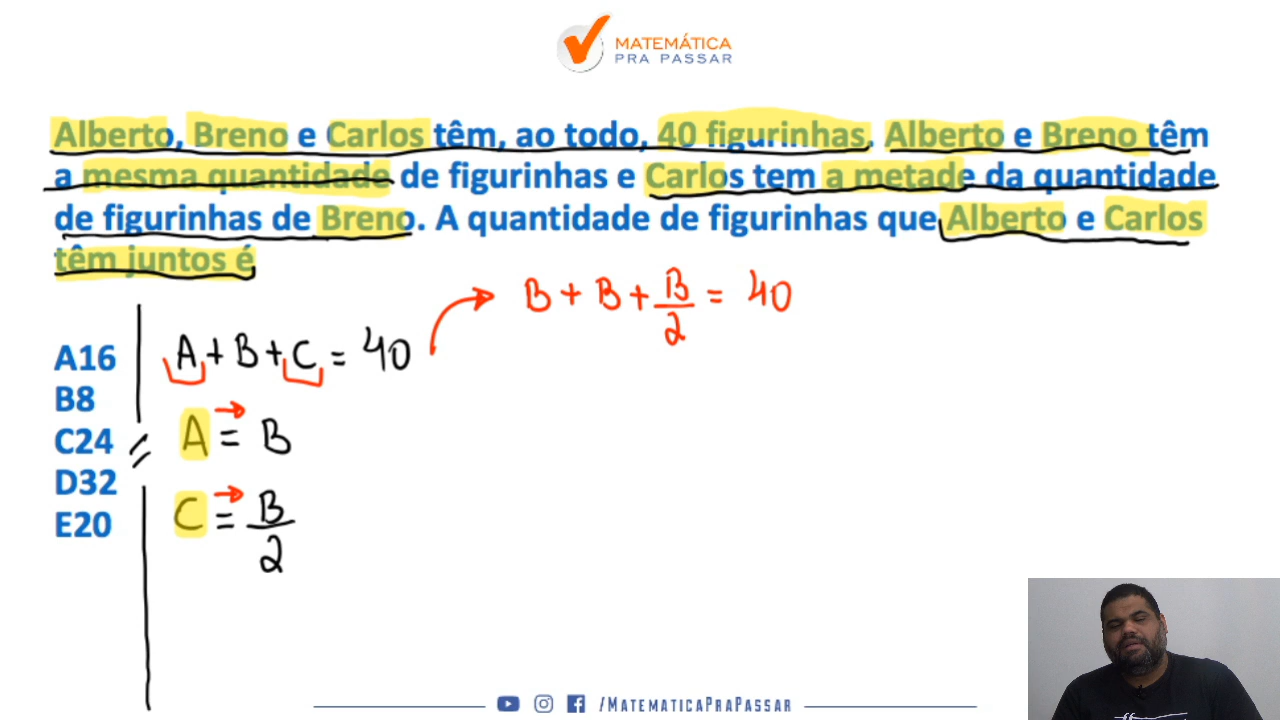 MATEMÁTICA
PRA PASSAR
Alberto, Breno e Carlos têm, ao todo, 40 figurinhas. Alberto e Breno têm
a mesma quantidade de figurinhas e Carlos tem a metade da quantidade
de figurinhas de Breno. A quantidade de figurinhas que Alberto e Carlos
têm juntos é
B + B + B/2 = 40
A16
A + B + C = 40
B8
A = B
C24
D32
C = B/2
E20
/MATEMATICAPRAPASSAR